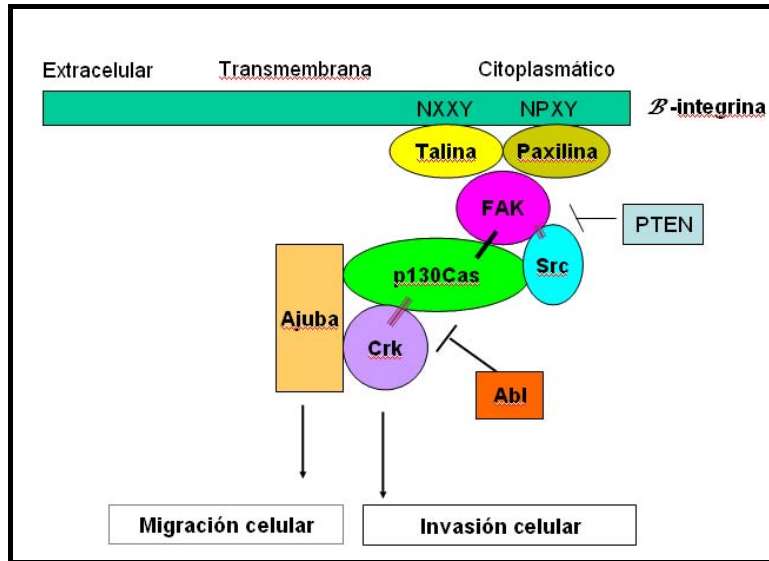 Extracelular Transmembrana Citoplasmático
NXXY NPXY ℬ-integrina
Talina Paxilina
FAK
PTEN
p130Cas Src
Ajuba
Crk
Abl
Migración celular Invasión celular